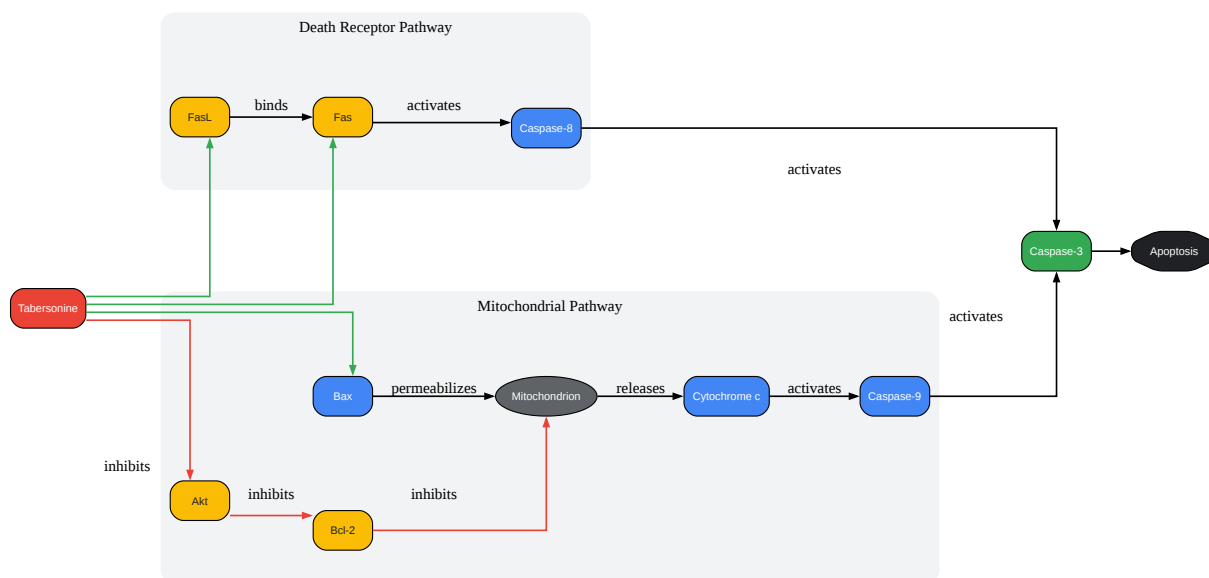 Death Receptor Pathway
FasL
binds
Fas
activates
Caspase-8
activates
Caspase-3
Apoptosis
Tabersonine
Mitochondrial Pathway
activates
Bax
permeabilizes
Mitochondrion
releases
Cytochrome c
activates
Caspase-9
inhibits
Akt
inhibits
Bcl-2
inhibits